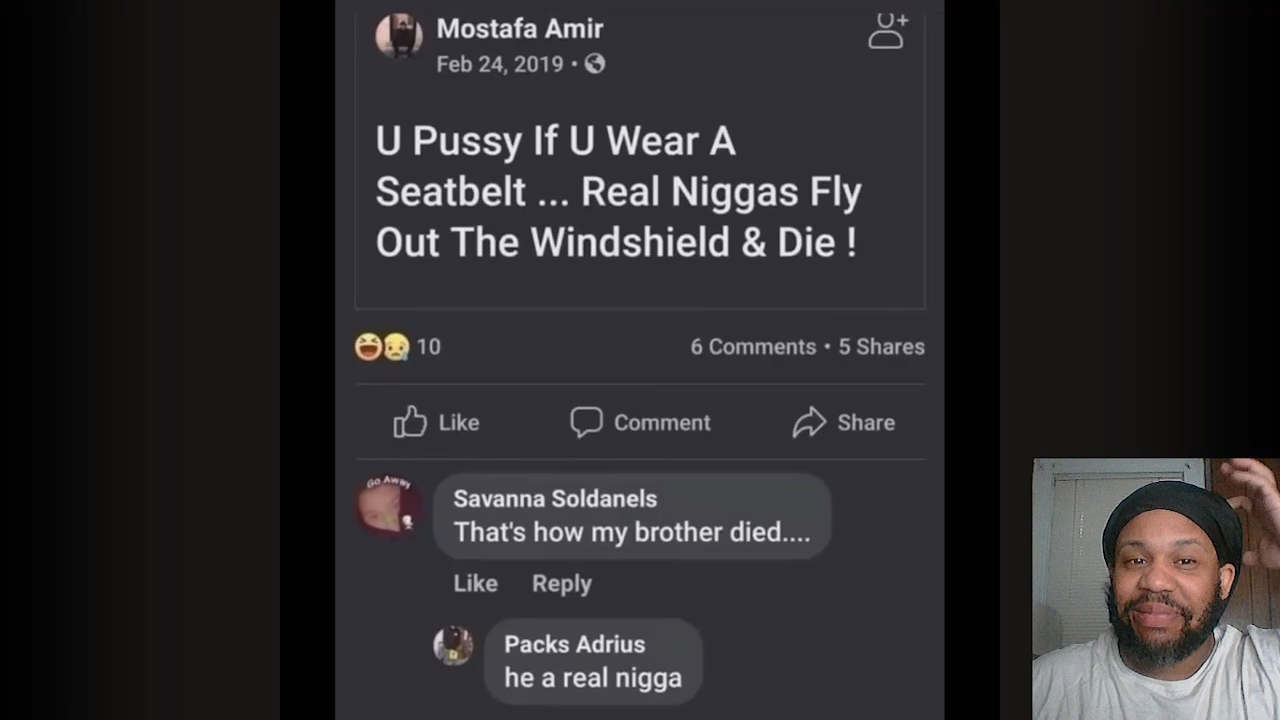 Mostafa Amir
Feb 24, 2019 •
U Pussy If U Wear A
Seatbelt ... Real Niggas Fly
Out The Windshield & Die !
10
6 Comments • 5 Shares
Like
Comment
Share
Go Away
Savanna Soldanels
That's how my brother died....
Like Reply
Packs Adrius
he a real nigga